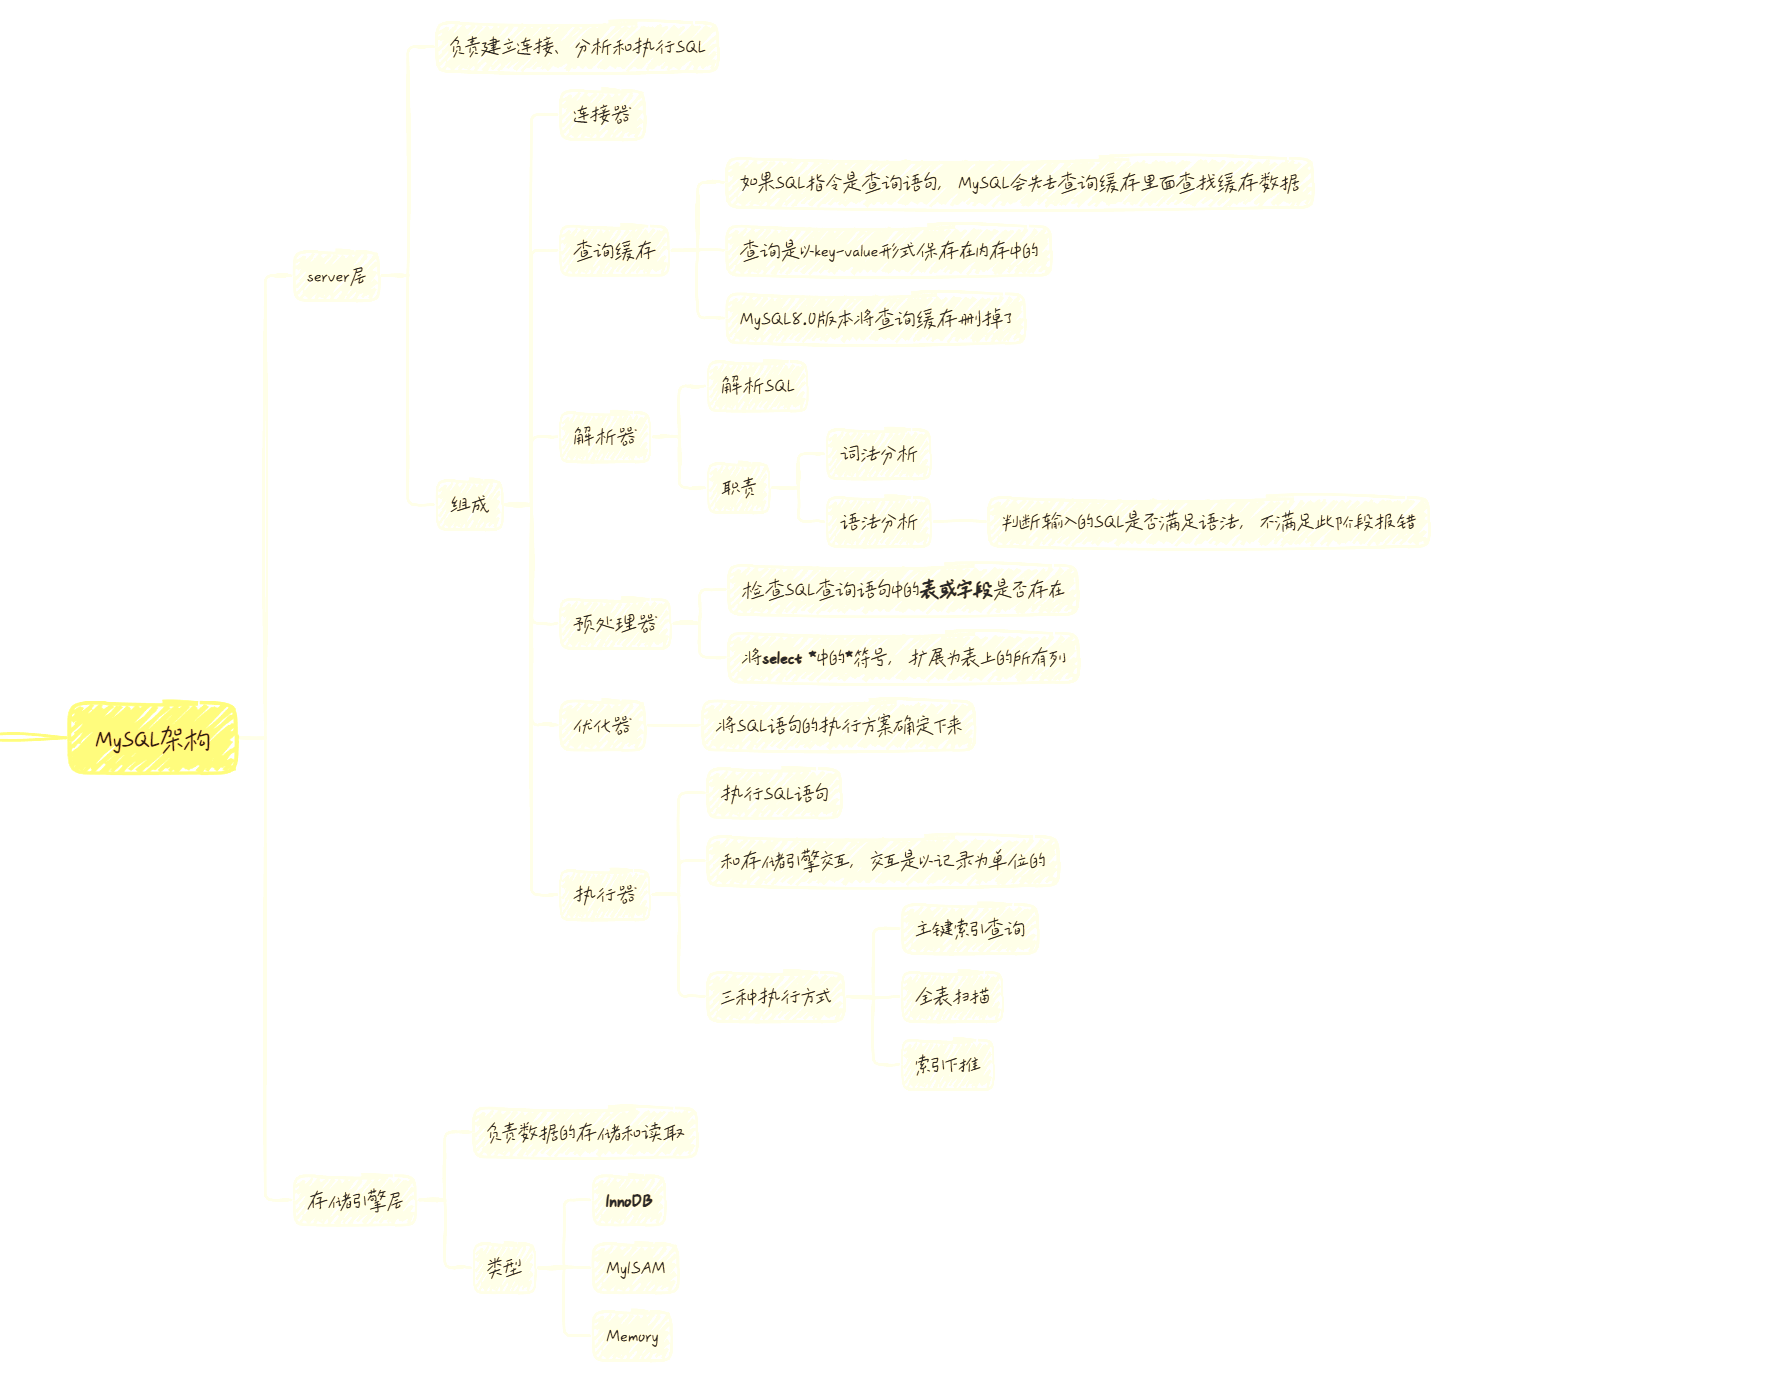 MySQL架构
server层
负责建立连接、分析和执行SQL
组成
连接器
查询缓存
如果SQL指令是查询语句，MySQL会先去查询缓存里面查找缓存数据
查询是以key-value形式保存在内存中的
MySQL8.0版本将查询缓存删掉了
解析器
解析SQL
职责
词法分析
语法分析
判断输入的SQL是否满足语法，不满足此阶段报错
预处理器
检查SQL查询语句中的表或字段是否存在
将select *中的*符号，扩展为表上的所有列
优化器
将SQL语句的执行方案确定下来
执行器
执行SQL语句
和存储引擎交互，交互是以记录为单位的
三种执行方式
主键索引查询
全表扫描
索引下推
存储引擎层
负责数据的存储和读取
类型
InnoDB
MyISAM
Memory